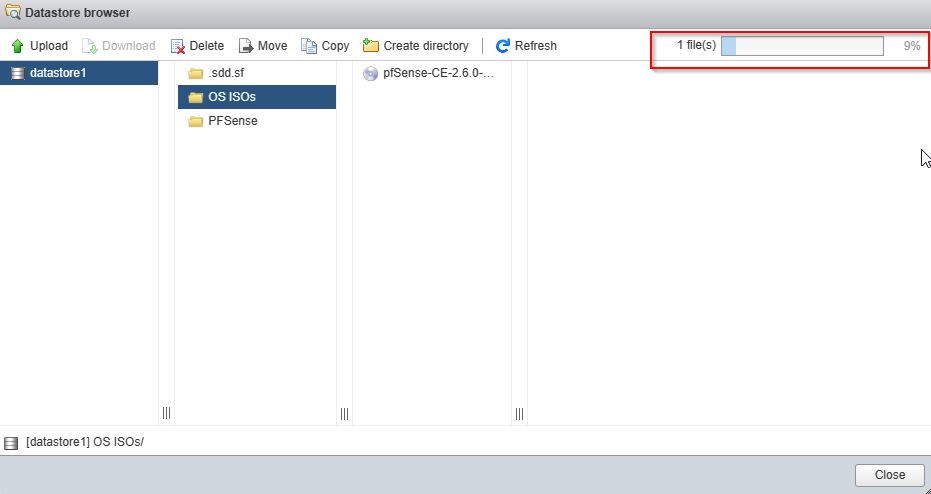 Datastore browser
Upload Download Delete Move Copy Create directory Refresh 1 file(s) 9%
datastore1 .sdd.sf pfSense-CE-2.6.0-...
OS ISOs
PFSense
[datastore1] OS ISOs/
Close